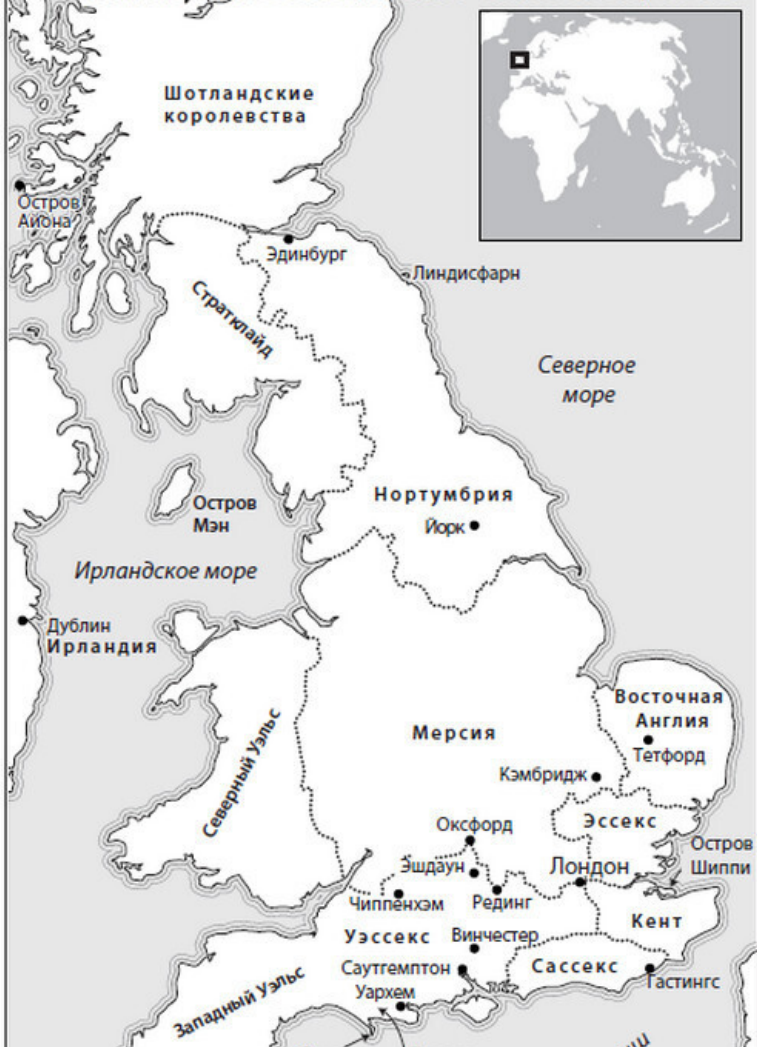 Шотландские
королевства
Остров
Айона
Эдинбург
Линдисфарн
Стратклайд
Северное
море
Остров
Мэн
Нортумбрия
Йорк
Ирландское море
Дублин
Ирландия
Восточная
Англия
Тетфорд
Мерсия
Северный Уэльс
Кэмбридж
Эссекс
Оксфорд
Остров
Шиппи
Эшдаун
Лондон
Чиппенхэм
Рединг
Кент
Уэссекс
Винчестер
Саутгемптон
Сассекс
Гастингс
Западный Уэльс
Уархем